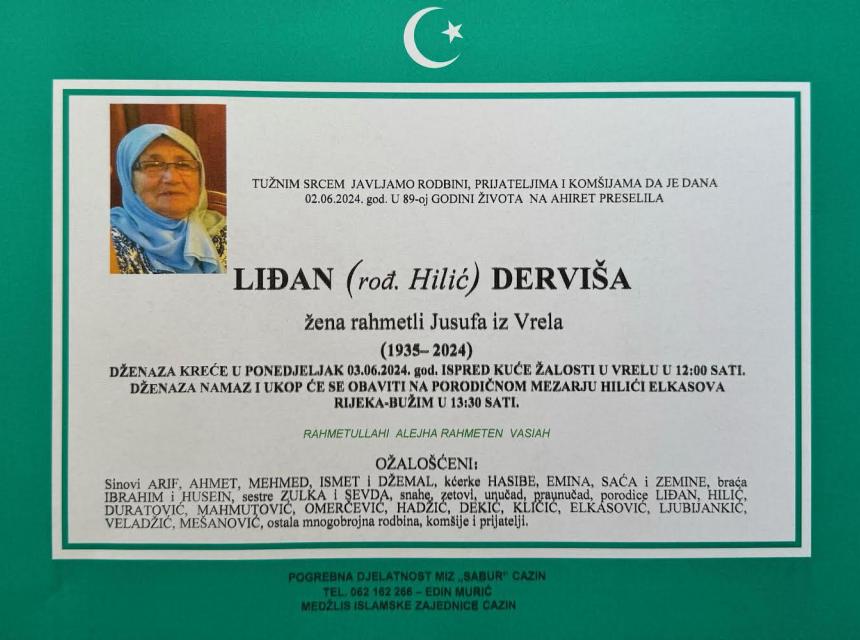 TUŽNIM SRCEM JAVLJAMO RODBINI, PRIJATELJIMA I KOMŠIJAMA DA JE DANA
02.06.2024. god. U 89-oj GODINI ŽIVOTA NA AHIRET PRESELILA
LIĐAN (rođ. Hilić) DERVIŠA
žena rahmetli Jusufa iz Vrela
(1935– 2024)
DŽENAZA KREĆE U PONEDJELJAK 03.06.2024. god. ISPRED KUĆE ŽALOSTI U VRELU U 12:00 SATI.
DŽENAZA NAMAZ I UKOP ĆE SE OBAVITI NA PORODIČNOM MEZARJU HILIĆI ELKASOVA
RIJEKA-BUŽIM U 13:30 SATI.
RAHMETULLAHI ALEJHA RAHMETEN VASIAH
OŽALOŠĆENI:
Sinovi ARIF, AHMET, MEHMED, ISMET i DŽEMAL, kćerke HASIBE, EMINA, SAĆA i ZEMINE, braća
IBRAHIM i HUSEIN, sestre ZULKA i ŠEVDA, snahe, zetovi, unučad, praunučad, porodice LIĐAN, HILIĆ,
DURATOVIĆ, MAHMUTOVIĆ, OMERČEVIĆ, HADŽIĆ, DEKIĆ, KLIČIĆ, ELKASOVIĆ, LJUBIJANKIĆ,
VELADŽIĆ, MEŠANOVIĆ, ostala mnogobrojna rodbina, komšije i prijatelji.
POGREBNA DJELATNOST MIZ „SABUR" CAZIN
TEL. 062 162 266 – EDIN MURIĆ
MEDŽLIS ISLAMSKE ZAJEDNICE CAZIN